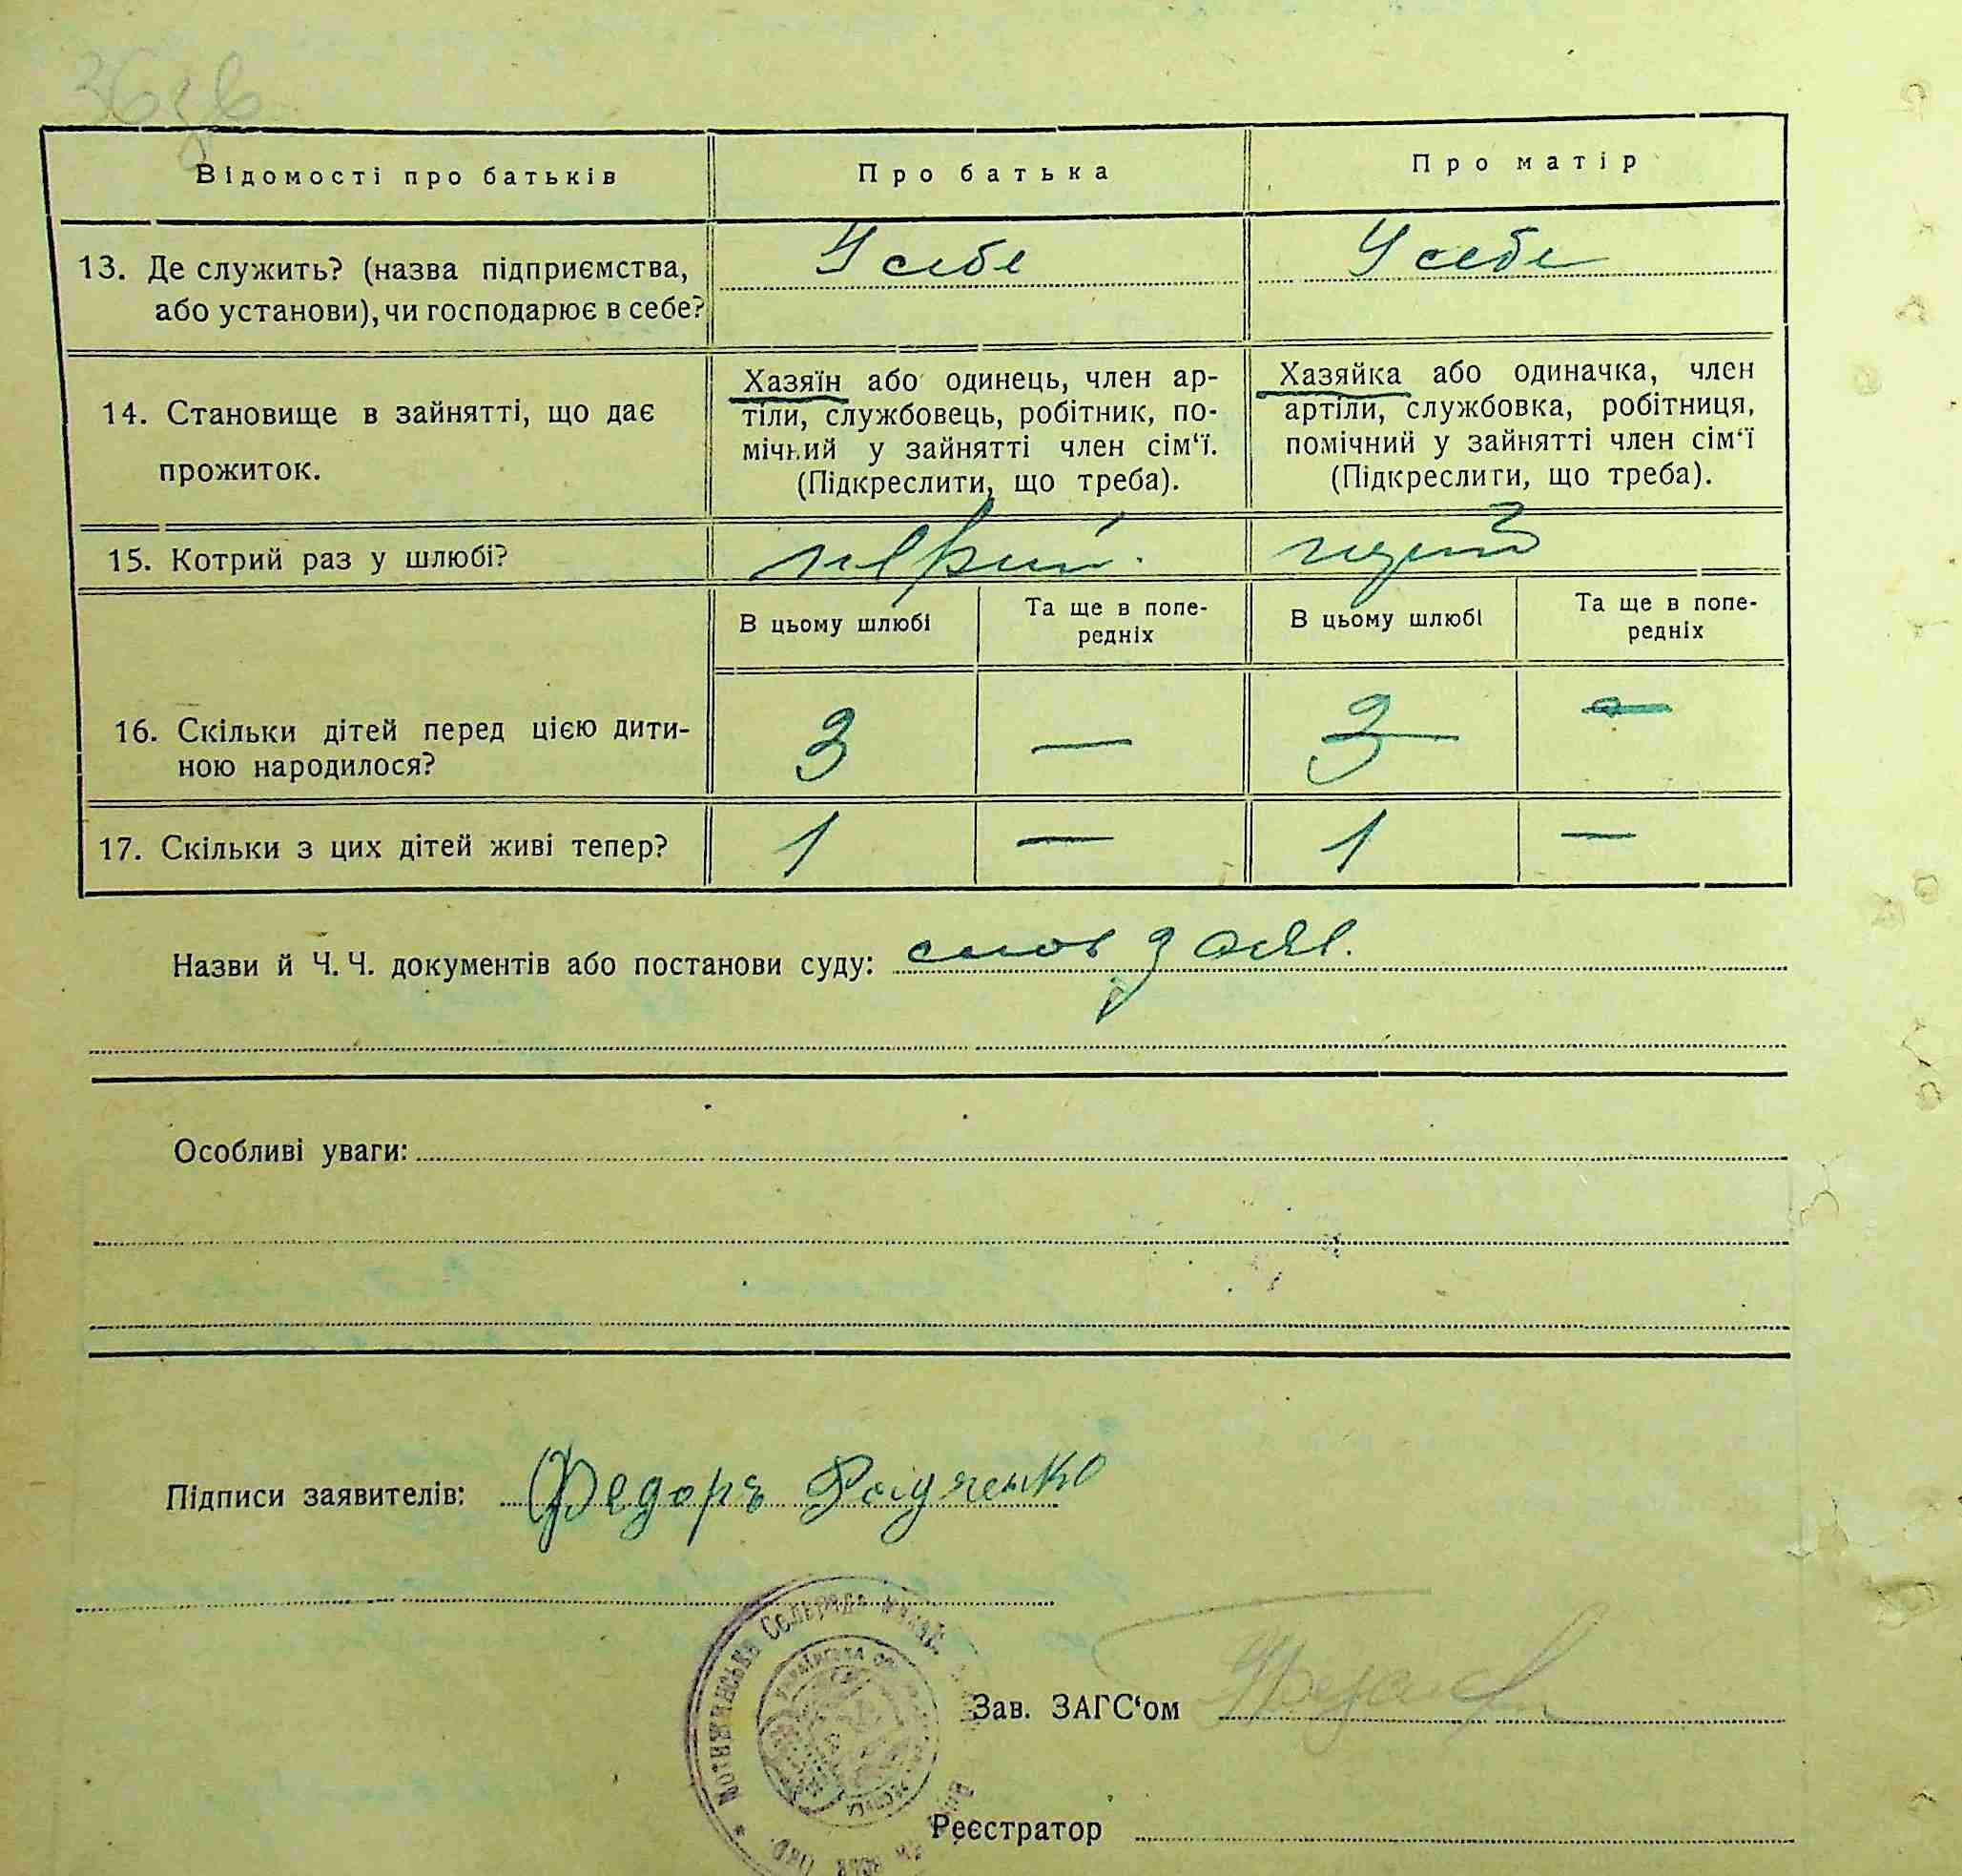 36 зв
Відомості про батьків
Про батька
Про матір
13. Де служить? (назва підприємства,
або установи), чи господарює в себе?
У себе
У себе
14. Становище в зайнятті, що дає
прожиток.
Хазяїн або одинець, член ар-
тіли, службовець, робітник, по-
мічний у зайнятті член сім‘ї.
(Підкреслити, що треба).
Хазяйка або одиначка, член
артіли, службовка, робітниця,
помічний у зайнятті член сім‘ї
(Підкреслити, що треба).
15. Котрий раз у шлюбі?
первий.
В цьому шлюбі
Та ще в попе-
редніх
В цьому шлюбі
Та ще в попе-
редніх
16. Скільки дітей перед цією дити-
ною народилося?
3
—
3
—
17. Скільки з цих дітей живі тепер?
1
—
1
—
Назви й Ч. Ч. документів або постанови суду:
Особливі уваги:
Підписи заявителів: Федоръ
Сельрада
Зав. ЗАГС‘ом
Реєстратор